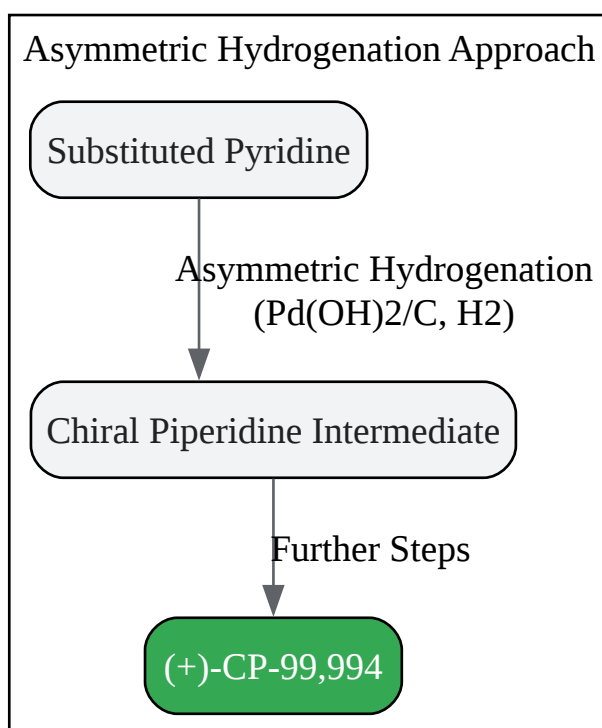 Asymmetric Hydrogenation Approach
Substituted Pyridine
Asymmetric Hydrogenation
(Pd(OH)2/C, H2)
Chiral Piperidine Intermediate
Further Steps
(+)-CP-99,994